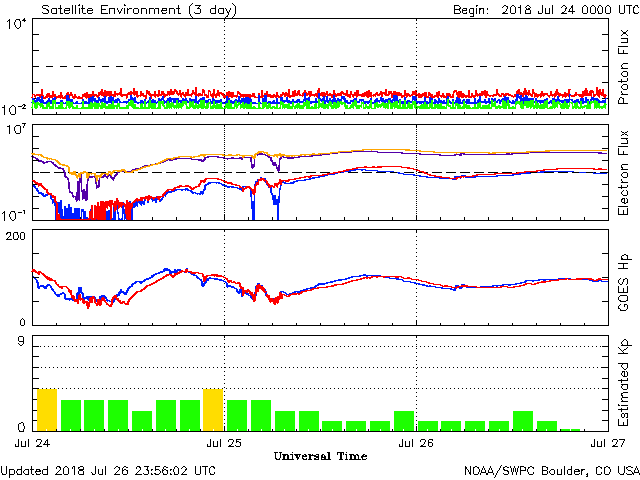 Satellite Environment (3 day)
Begin: 2018 Jul 24 0000 UTC
10⁴
10⁻²
Proton Flux
10⁷
10⁻¹
Electron Flux
200
0
GOES Hp
9
0
Estimated Kp
Jul 24
Jul 25
Jul 26
Jul 27
Universal Time
Updated 2018 Jul 26 23:56:02 UTC
NOAA/SWPC Boulder, CO USA